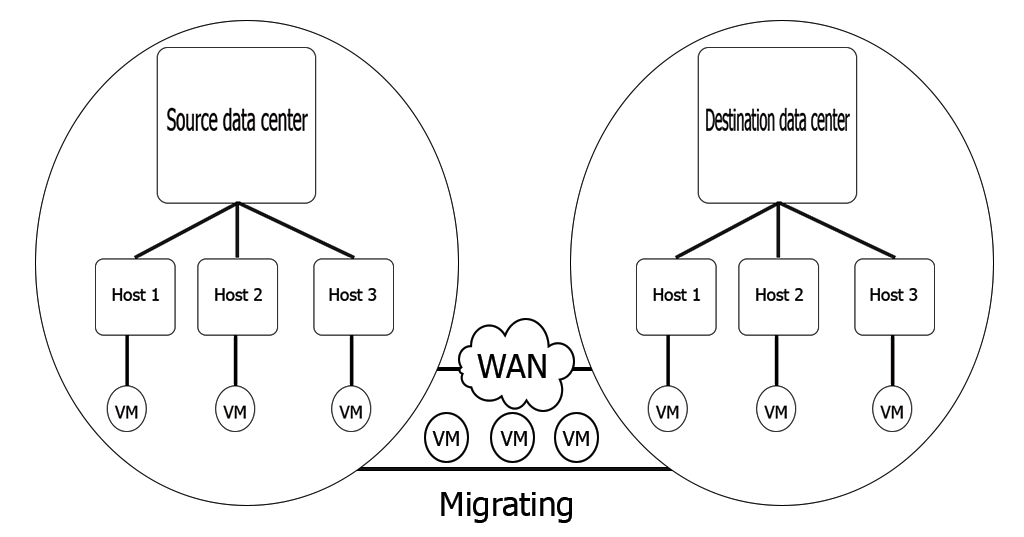 Source data center
Destination data center
Host 1
Host 2
Host 3
Host 1
Host 2
Host 3
WAN
VM
VM
VM
VM
VM
VM
VM
VM
VM
Migrating